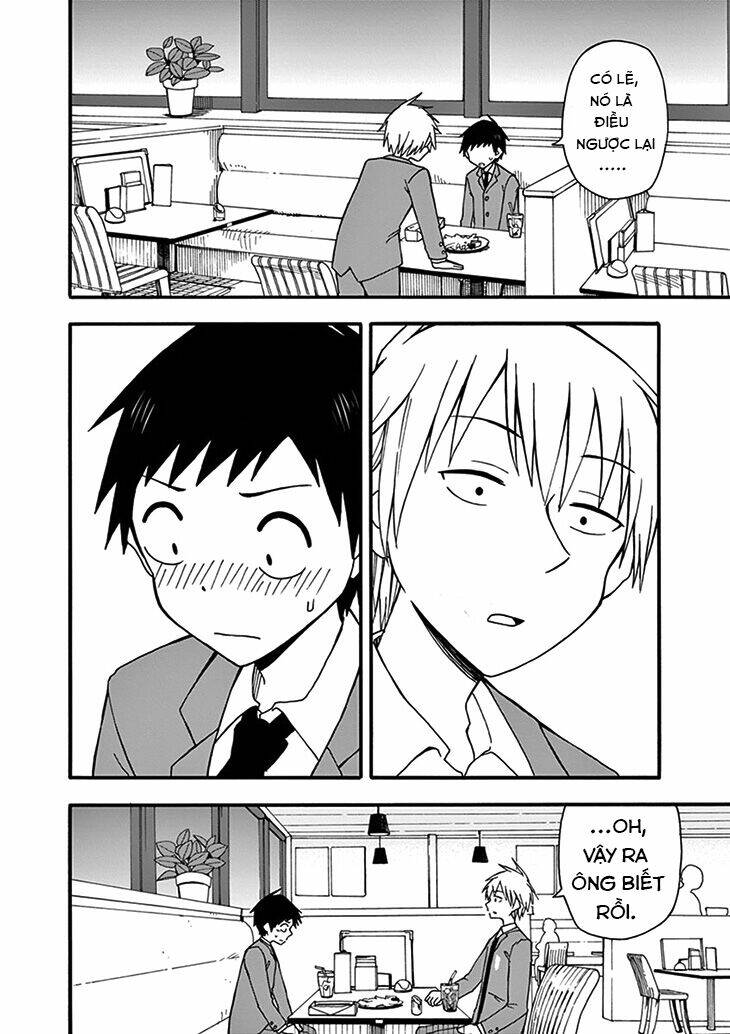 CÓ LẼ,
NÓ LÀ
ĐIỀU
NGƯỢC LẠI
.....
...OH,
VẬY RA
ÔNG BIẾT
RỒI.